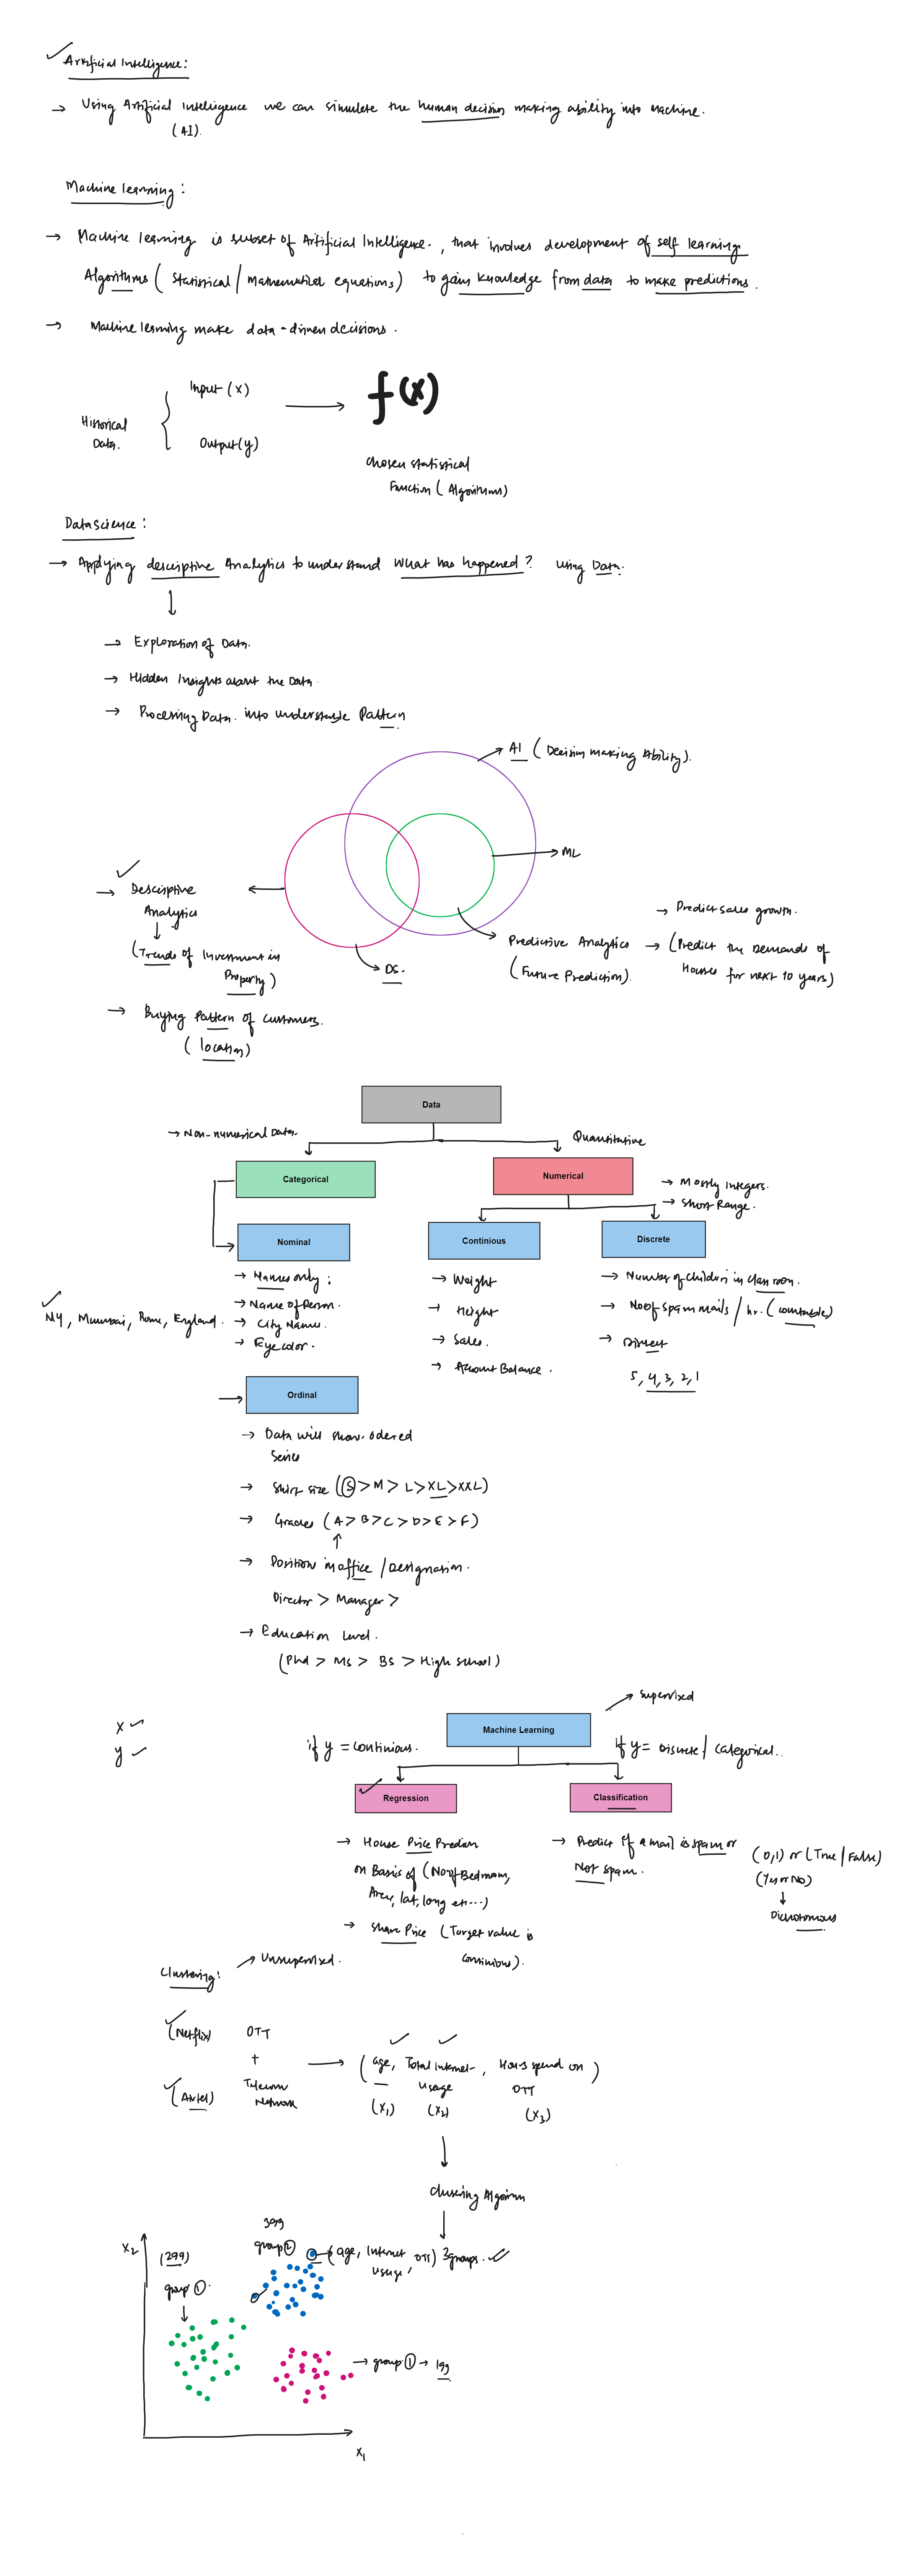 Artificial Intelligence:
→ Using Artificial Intelligence we can simulate the human decision making ability into machine.
(AI).
Machine learning:
→ Machine learning is subset of Artificial Intelligence., that involves development of self learning
Algorithms (Statistical / Mathematical equations) to gain knowledge from data to make predictions.
→ Machine learning make data-driven decisions.
Input (x)
f(x)
Historical
Data.
Output (y)
chosen statistical
Function (Algorithms)
Data Science:
→ Applying descriptive Analytics to understand What has happened? using Data.
→ Exploration of Data.
→ Hidden Insights about the Data.
→ Processing Data. into understable Pattern
AI (Decision making Ability).
ML
→ Descriptive
Analytics
→ Predict sales growth.
(Trends of Investment in
Property)
Predictive Analytics → (Predict the Demands of
(Future Prediction). Houses for next 10 years)
DS.
→ Buying Pattern of customers.
(location)
Data
→ Non-numerical Data.
Quantitative
Categorical
Numerical
→ Mostly Integers.
→ Short Range.
Nominal
Continious
Discrete
→ Names only:
→ Name of Person.
→ City Name.
→ Eye color.
NY, Mumbai, Rome, England.
→ Weight
→ Height
→ Sales.
→ Account Balance.
→ Number of children in class room.
→ No of spam mails / hr. (countable)
→
5, 4, 3, 2, 1
Ordinal
→ Data will show odered
Series
→ Shirt size (S > M > L > XL > XXL)
→ Grades (A > B > C > D > E > F)
→ Position in office / Designation.
Director > Manager >
→ Education Level.
(Phd > MS > BS > High school)
Supervised
x
y
Machine Learning
if y = continious.
If y = Discrete / Categorical..
Regression
Classification
→ House Price
on Basis of (No of Bedroom,
Area, lat, long etc...)
→ Share Price (Target value is
continious).
→ Predict if a mail is spam or
Not spam.
(0,1) or (True / False)
(Yes or No)
Dichotomous
Clustering:
Unsupervised.
(Netflix) OTT
+
(Airtel) Telecom
Network
(age, Total Internet, Hours spend on)
usage OTT
(x1) (x2) (x3)
Clustering Algorithm
x2
(299)
group ①.
399
group ②
(age, Internet, OTT) 3 groups.
usage,
→ group ① → 199
x1